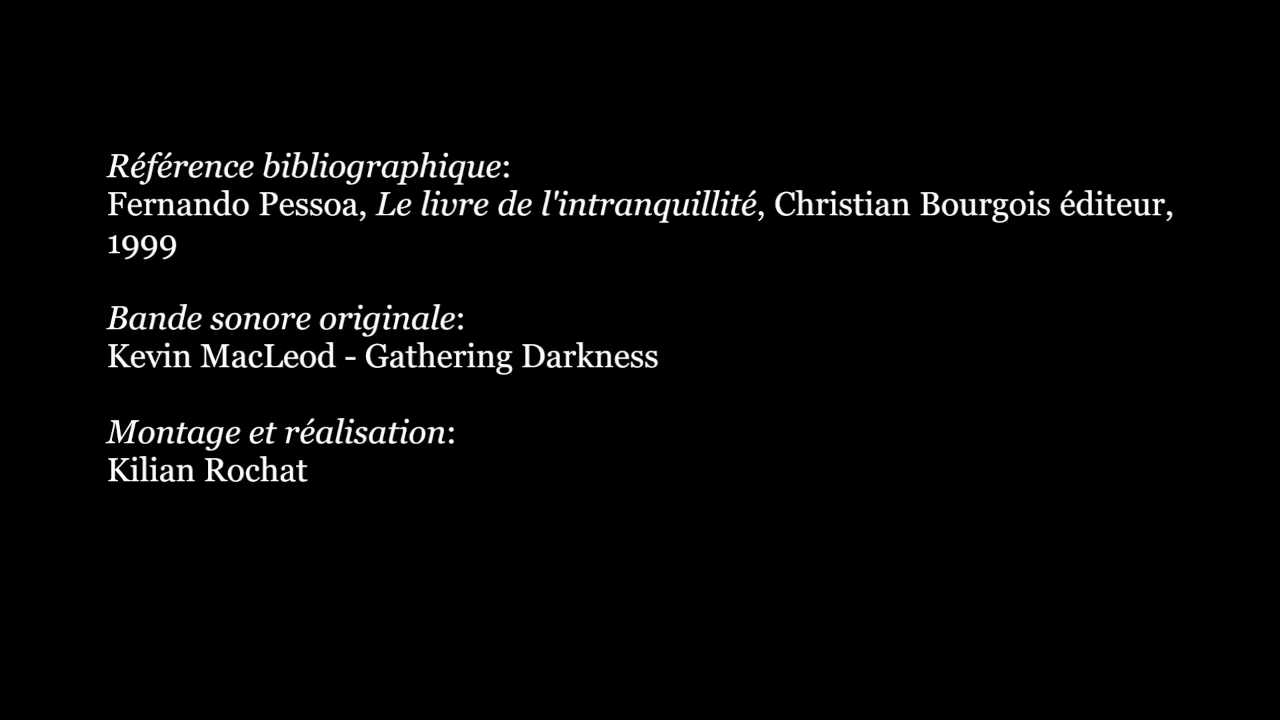 Référence bibliographique:
Fernando Pessoa, Le livre de l'intranquillité, Christian Bourgois éditeur,
1999
Bande sonore originale:
Kevin MacLeod - Gathering Darkness
Montage et réalisation:
Kilian Rochat